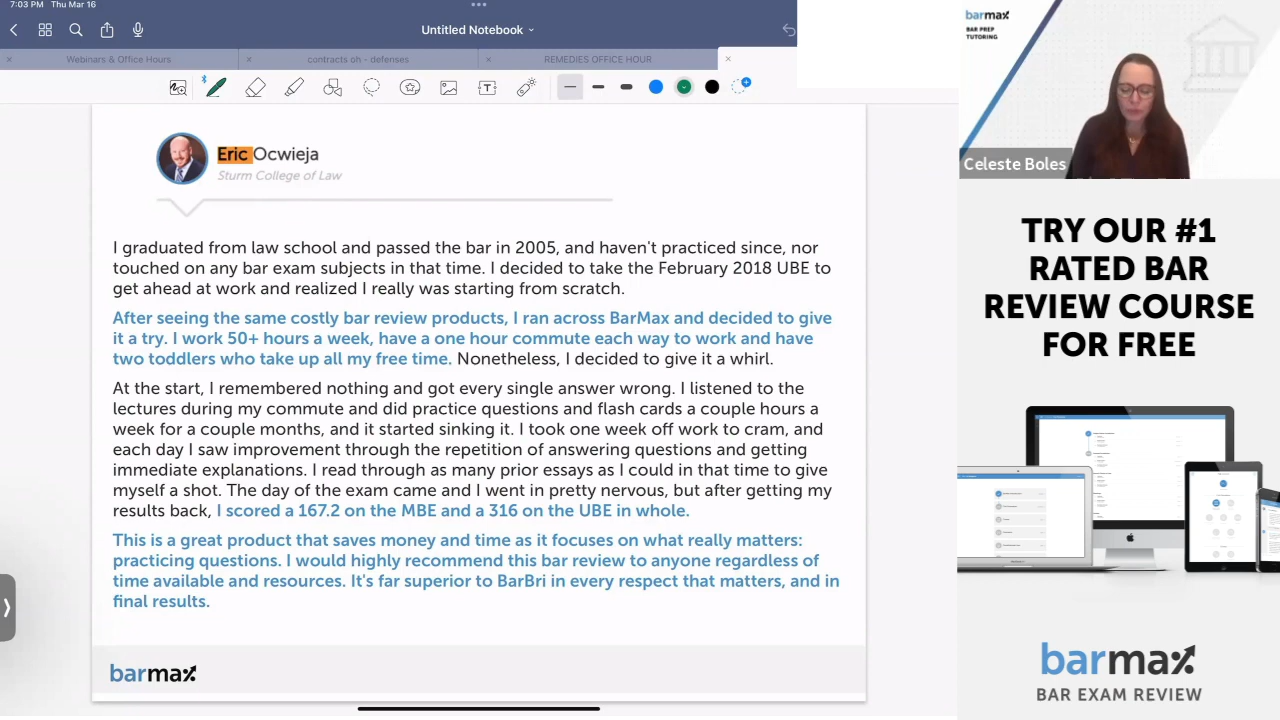 7:03 PM Thu Mar 16
Untitled Notebook
Webinars & Office Hours
contracts oh - defenses
REMEDIES OFFICE HOUR
Eric Ocwieja
Sturm College of Law
I graduated from law school and passed the bar in 2005, and haven't practiced since, nor
touched on any bar exam subjects in that time. I decided to take the February 2018 UBE to
get ahead at work and realized I really was starting from scratch.
After seeing the same costly bar review products, I ran across BarMax and decided to give
it a try. I work 50+ hours a week, have a one hour commute each way to work and have
two toddlers who take up all my free time. Nonetheless, I decided to give it a whirl.
At the start, I remembered nothing and got every single answer wrong. I listened to the
lectures during my commute and did practice questions and flash cards a couple hours a
week for a couple months, and it started sinking it. I took one week off work to cram, and
each day I saw improvement through the repetition of answering questions and getting
immediate explanations. I read through as many prior essays as I could in that time to give
myself a shot. The day of the exam came and I went in pretty nervous, but after getting my
results back, I scored a 167.2 on the MBE and a 316 on the UBE in whole.
This is a great product that saves money and time as it focuses on what really matters:
practicing questions. I would highly recommend this bar review to anyone regardless of
time available and resources. It's far superior to BarBri in every respect that matters, and in
final results.
barmax
barmax
BAR PREP
TUTORING
Celeste Boles
TRY OUR #1
RATED BAR
REVIEW COURSE
FOR FREE
barmax
BAR EXAM REVIEW